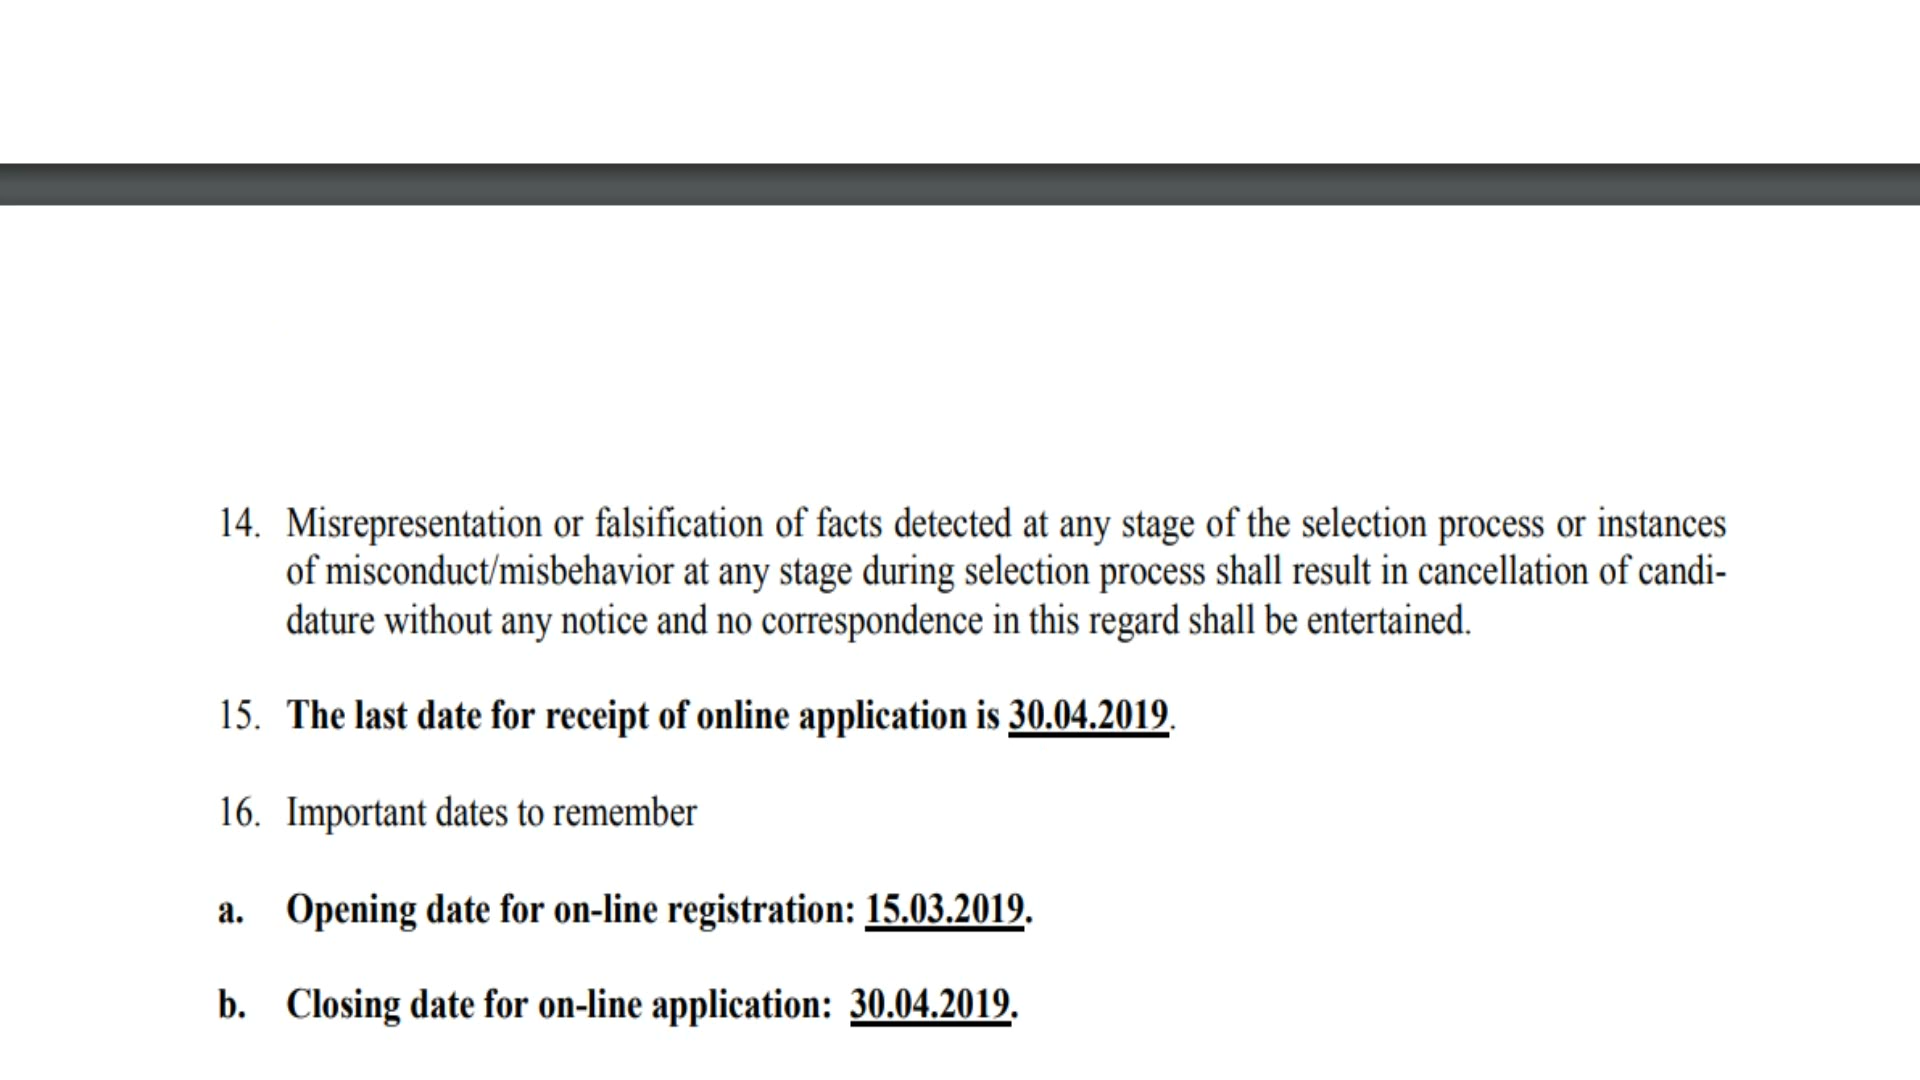 14. Misrepresentation or falsification of facts detected at any stage of the selection process or instances
of misconduct/misbehavior at any stage during selection process shall result in cancellation of candi-
dature without any notice and no correspondence in this regard shall be entertained.
15. The last date for receipt of online application is 30.04.2019.
16. Important dates to remember
a. Opening date for on-line registration: 15.03.2019.
b. Closing date for on-line application: 30.04.2019.